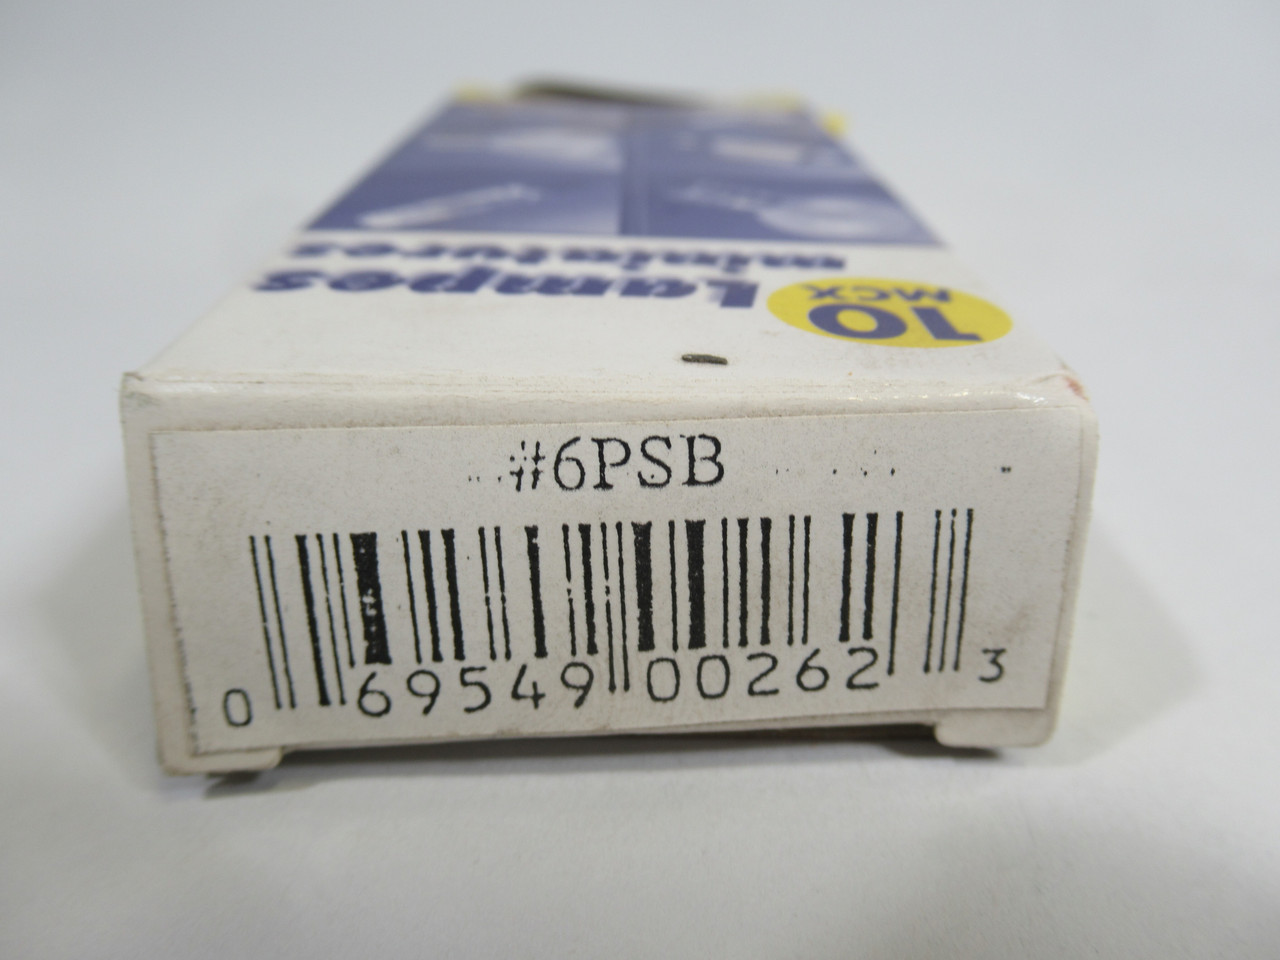 miniatures
Lampes
10
MCX
#6PSB
0 69549 00262 3